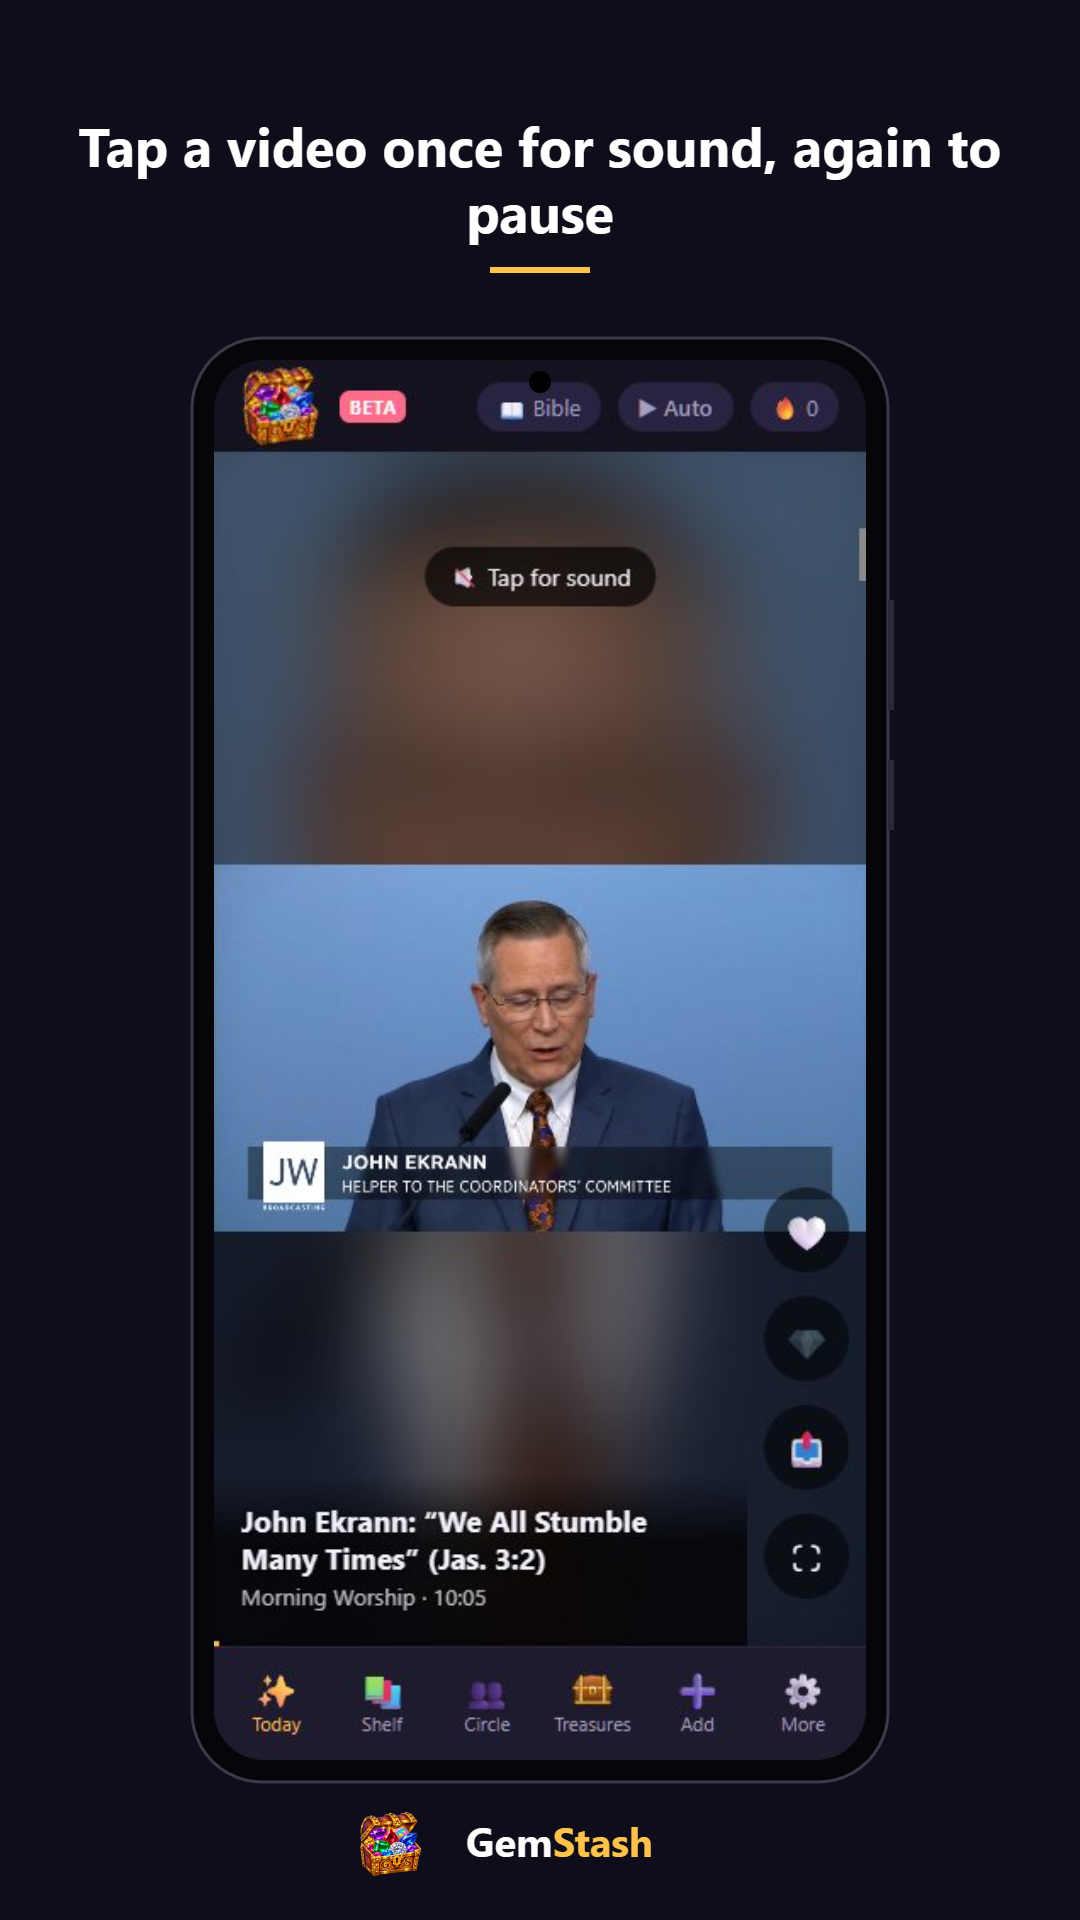 Tap a video once for sound, again to
pause
BETA
Bible
Auto
0
Tap for sound
JW
BROADCASTING
JOHN EKRANN
HELPER TO THE COORDINATORS' COMMITTEE
John Ekrann: “We All Stumble
Many Times” (Jas. 3:2)
Morning Worship · 10:05
Today
Shelf
Circle
Treasures
Add
More
GemStash